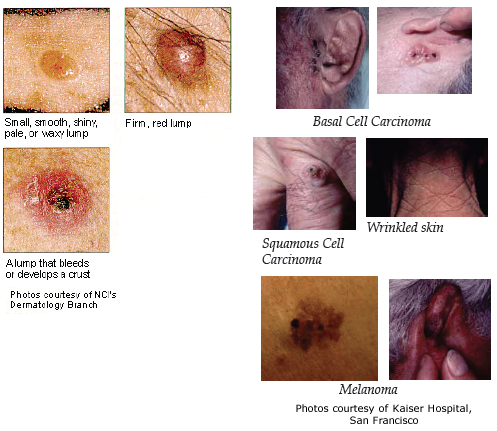 Small, smooth, shiny,
pale, or waxy lump
Firm, red lump
A lump that bleeds
or develops a crust
Photos courtesy of NCI's
Dermatology Branch
Basal Cell Carcinoma
Squamous Cell
Carcinoma
Wrinkled skin
Melanoma
Photos courtesy of Kaiser Hospital,
San Francisco